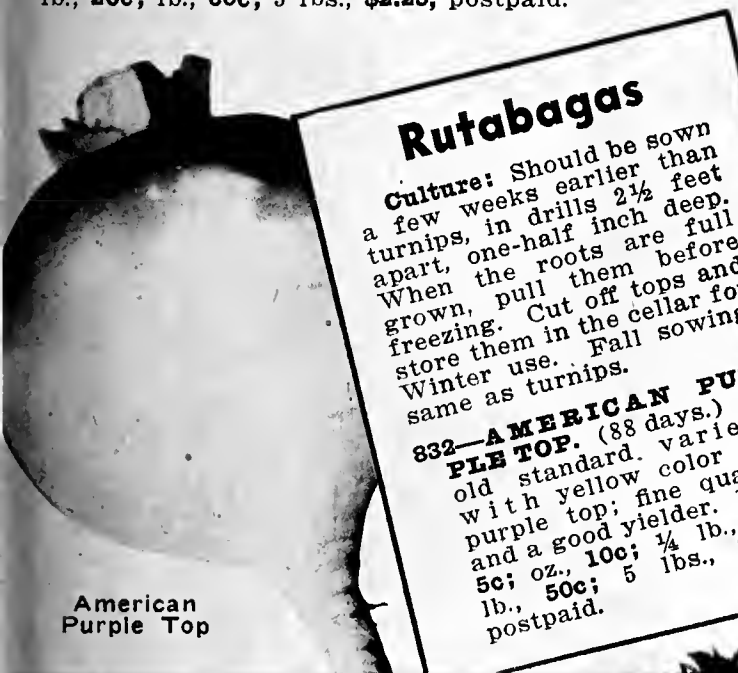 lb., 20c; lb., 60c; 5 lbs., $2.25, postpaid.
Rutabagas
Culture: Should be sown
a few weeks earlier than
turnips, in drills 2½ feet
apart, one-half inch deep.
When the roots are full
grown, pull them before
freezing. Cut off tops and
store them in the cellar for
Winter use. Fall sowing
same as turnips.
832—AMERICAN PU
PLE TOP. (88 days.)
old standard varie
with yellow color
purple top; fine qua
and a good yielder.
5c; oz., 10c; ¼ lb.,
lb., 50c; 5 lbs.,
postpaid.
American
Purple Top